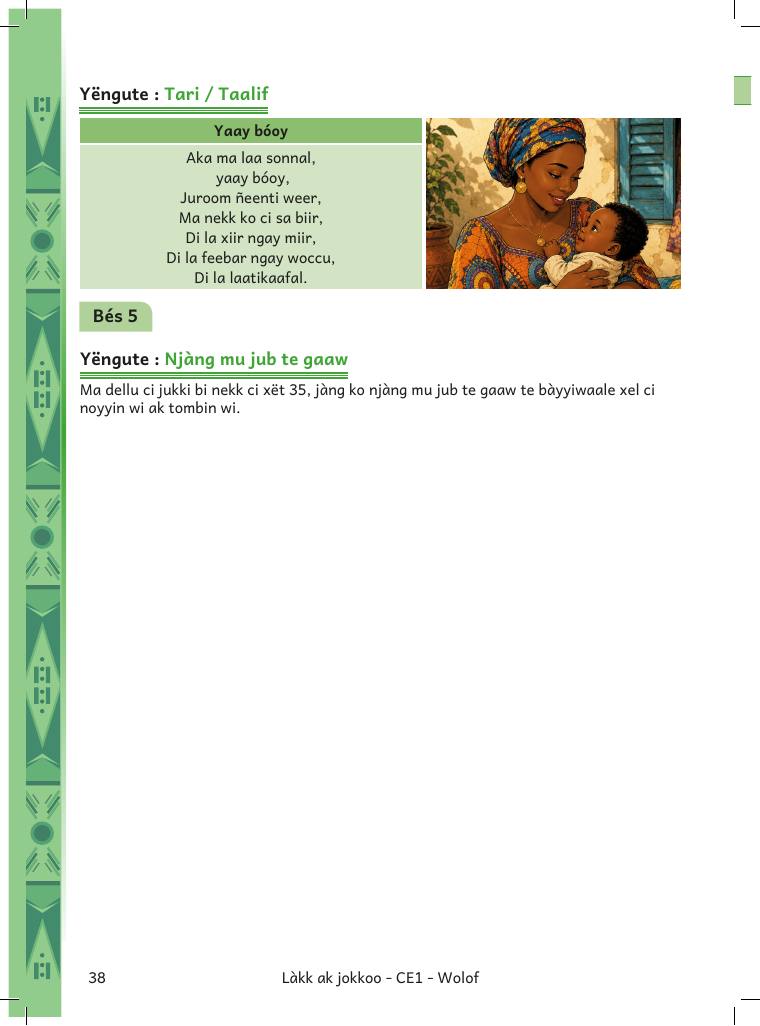 Yëngute : Tari / Taalif
Yaay bóoy
Aka ma laa sonnal,
yaay bóoy,
Juroom ñeenti weer,
Ma nekk ko ci sa biir,
Di la xiir ngay miir,
Di la feebar ngay woccu,
Di la laatikaafal.
Bés 5
Yëngute : Njàng mu jub te gaaw
Ma dellu ci jukki bi nekk ci xët 35, jàng ko njàng mu jub te gaaw te bàyyiwaale xel ci
noyyin wi ak tombin wi.
38
Làkk ak jokkoo - CE1 - Wolof